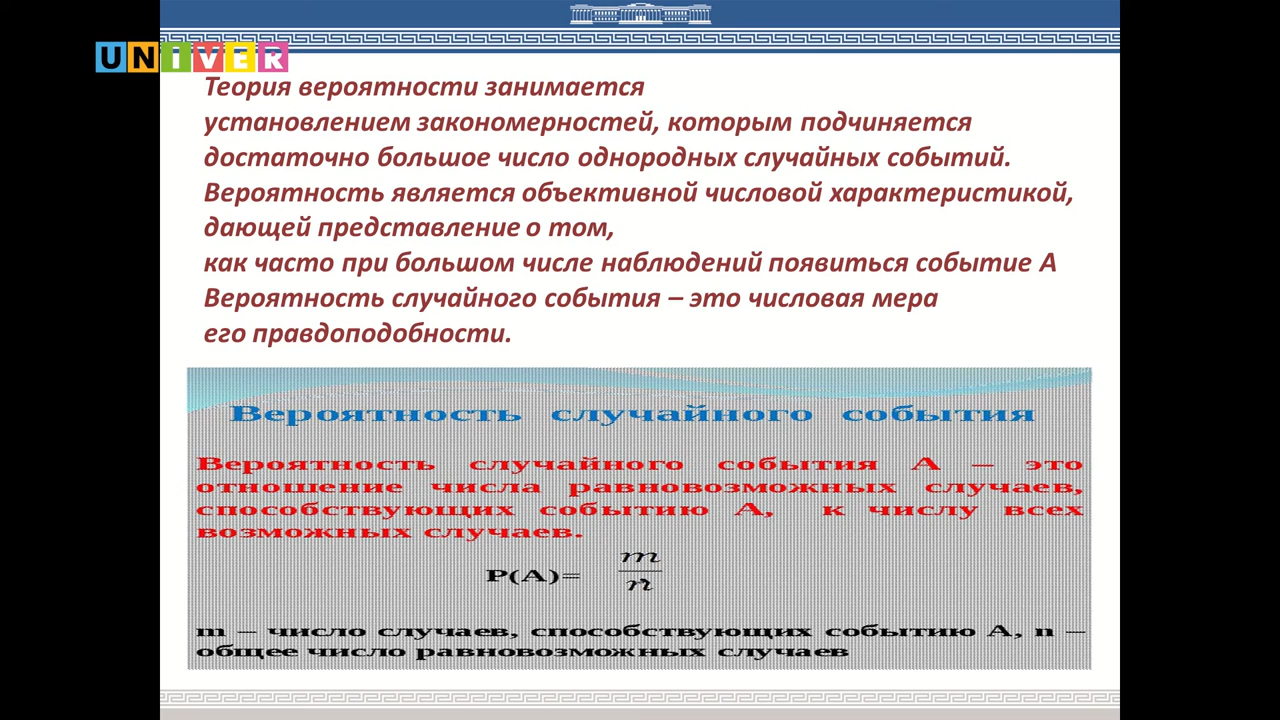 UNIVER
Теория вероятности занимается
установлением закономерностей, которым подчиняется
достаточно большое число однородных случайных событий.
Вероятность является объективной числовой характеристикой,
дающей представление о том,
как часто при большом числе наблюдений появиться событие А
Вероятность случайного события – это числовая мера
его правдоподобности.
Вероятность случайного события
Вероятность случайного события А – это
отношение числа равновозможных случаев,
способствующих событию А, к числу всех
возможных случаев.
P(A)= m/n
m – число случаев, способствующих событию А, n –
общее число равновозможных случаев